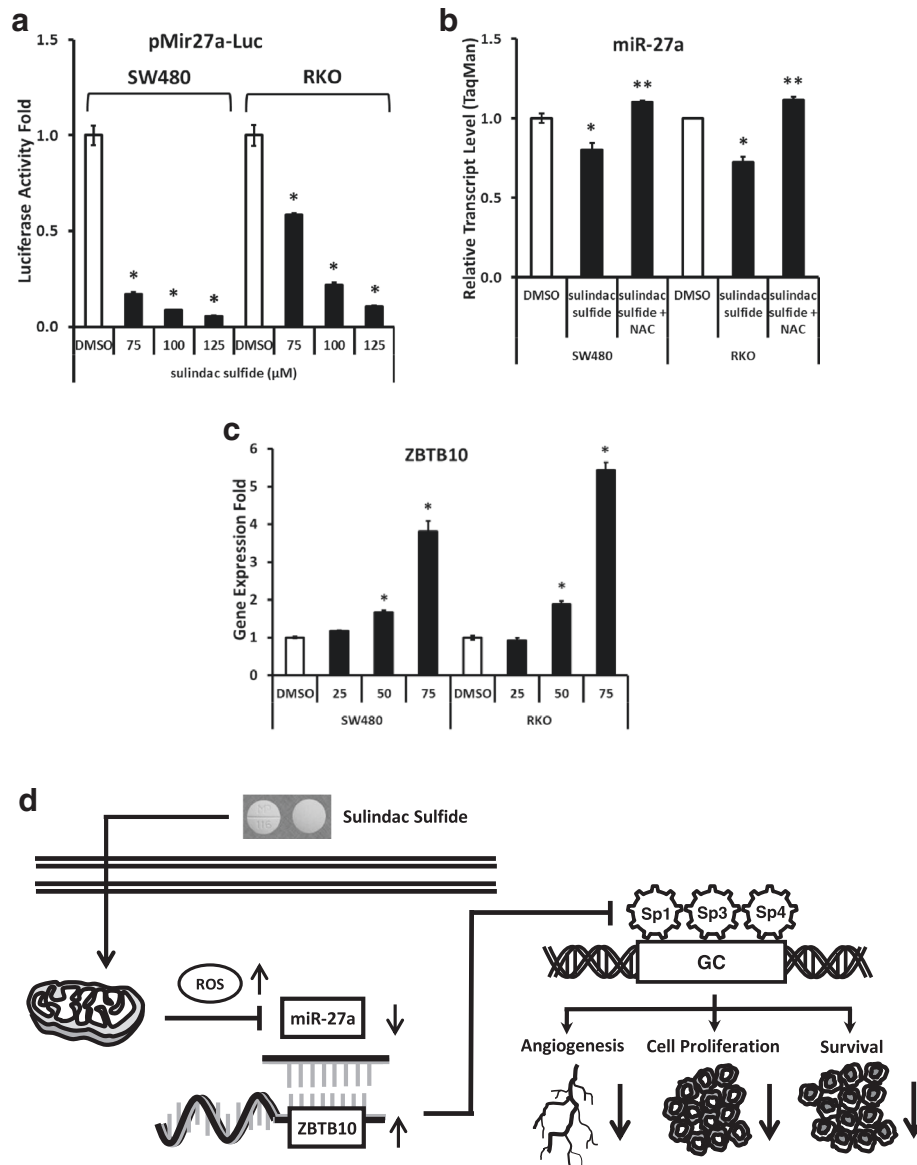 a
pMir27a-Luc
SW480 RKO
Luciferase Activity Fold
1.5
1.0
0.5
0.0
* * * * * *
DMSO 75 100 125 DMSO 75 100 125
sulindac sulfide (μM)
b
miR-27a
Relative Transcript Level (TaqMan)
1.5
1.0
0.5
0.0
* ** * **
DMSO sulindac sulfide sulindac sulfide + NAC DMSO sulindac sulfide sulindac sulfide + NAC
SW480 RKO
c
ZBTB10
Gene Expression Fold
6
5
4
3
2
1
0
* * * *
DMSO 25 50 75 DMSO 25 50 75
SW480 RKO
d
Sulindac Sulfide
Sp1 Sp3 Sp4
GC
ROS
miR-27a
ZBTB10
Angiogenesis Cell Proliferation Survival